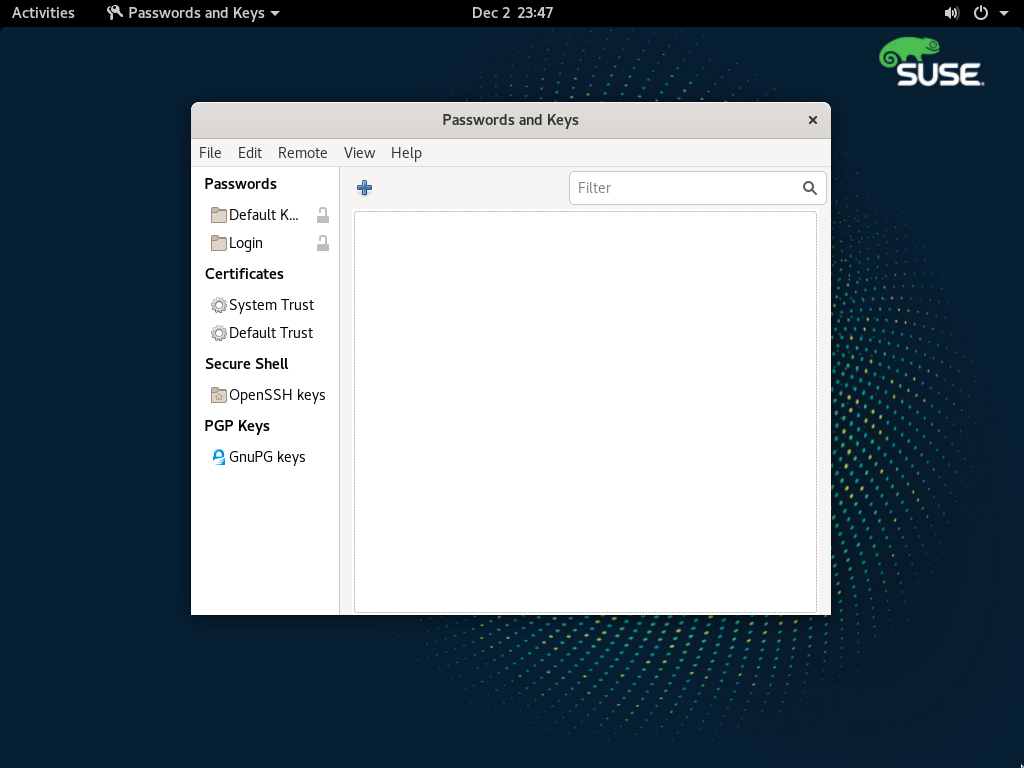 Activities Passwords and Keys Dec 2 23:47
SUSE
Passwords and Keys
File Edit Remote View Help
Passwords
Filter
Default K...
Login
Certificates
System Trust
Default Trust
Secure Shell
OpenSSH keys
PGP Keys
GnuPG keys